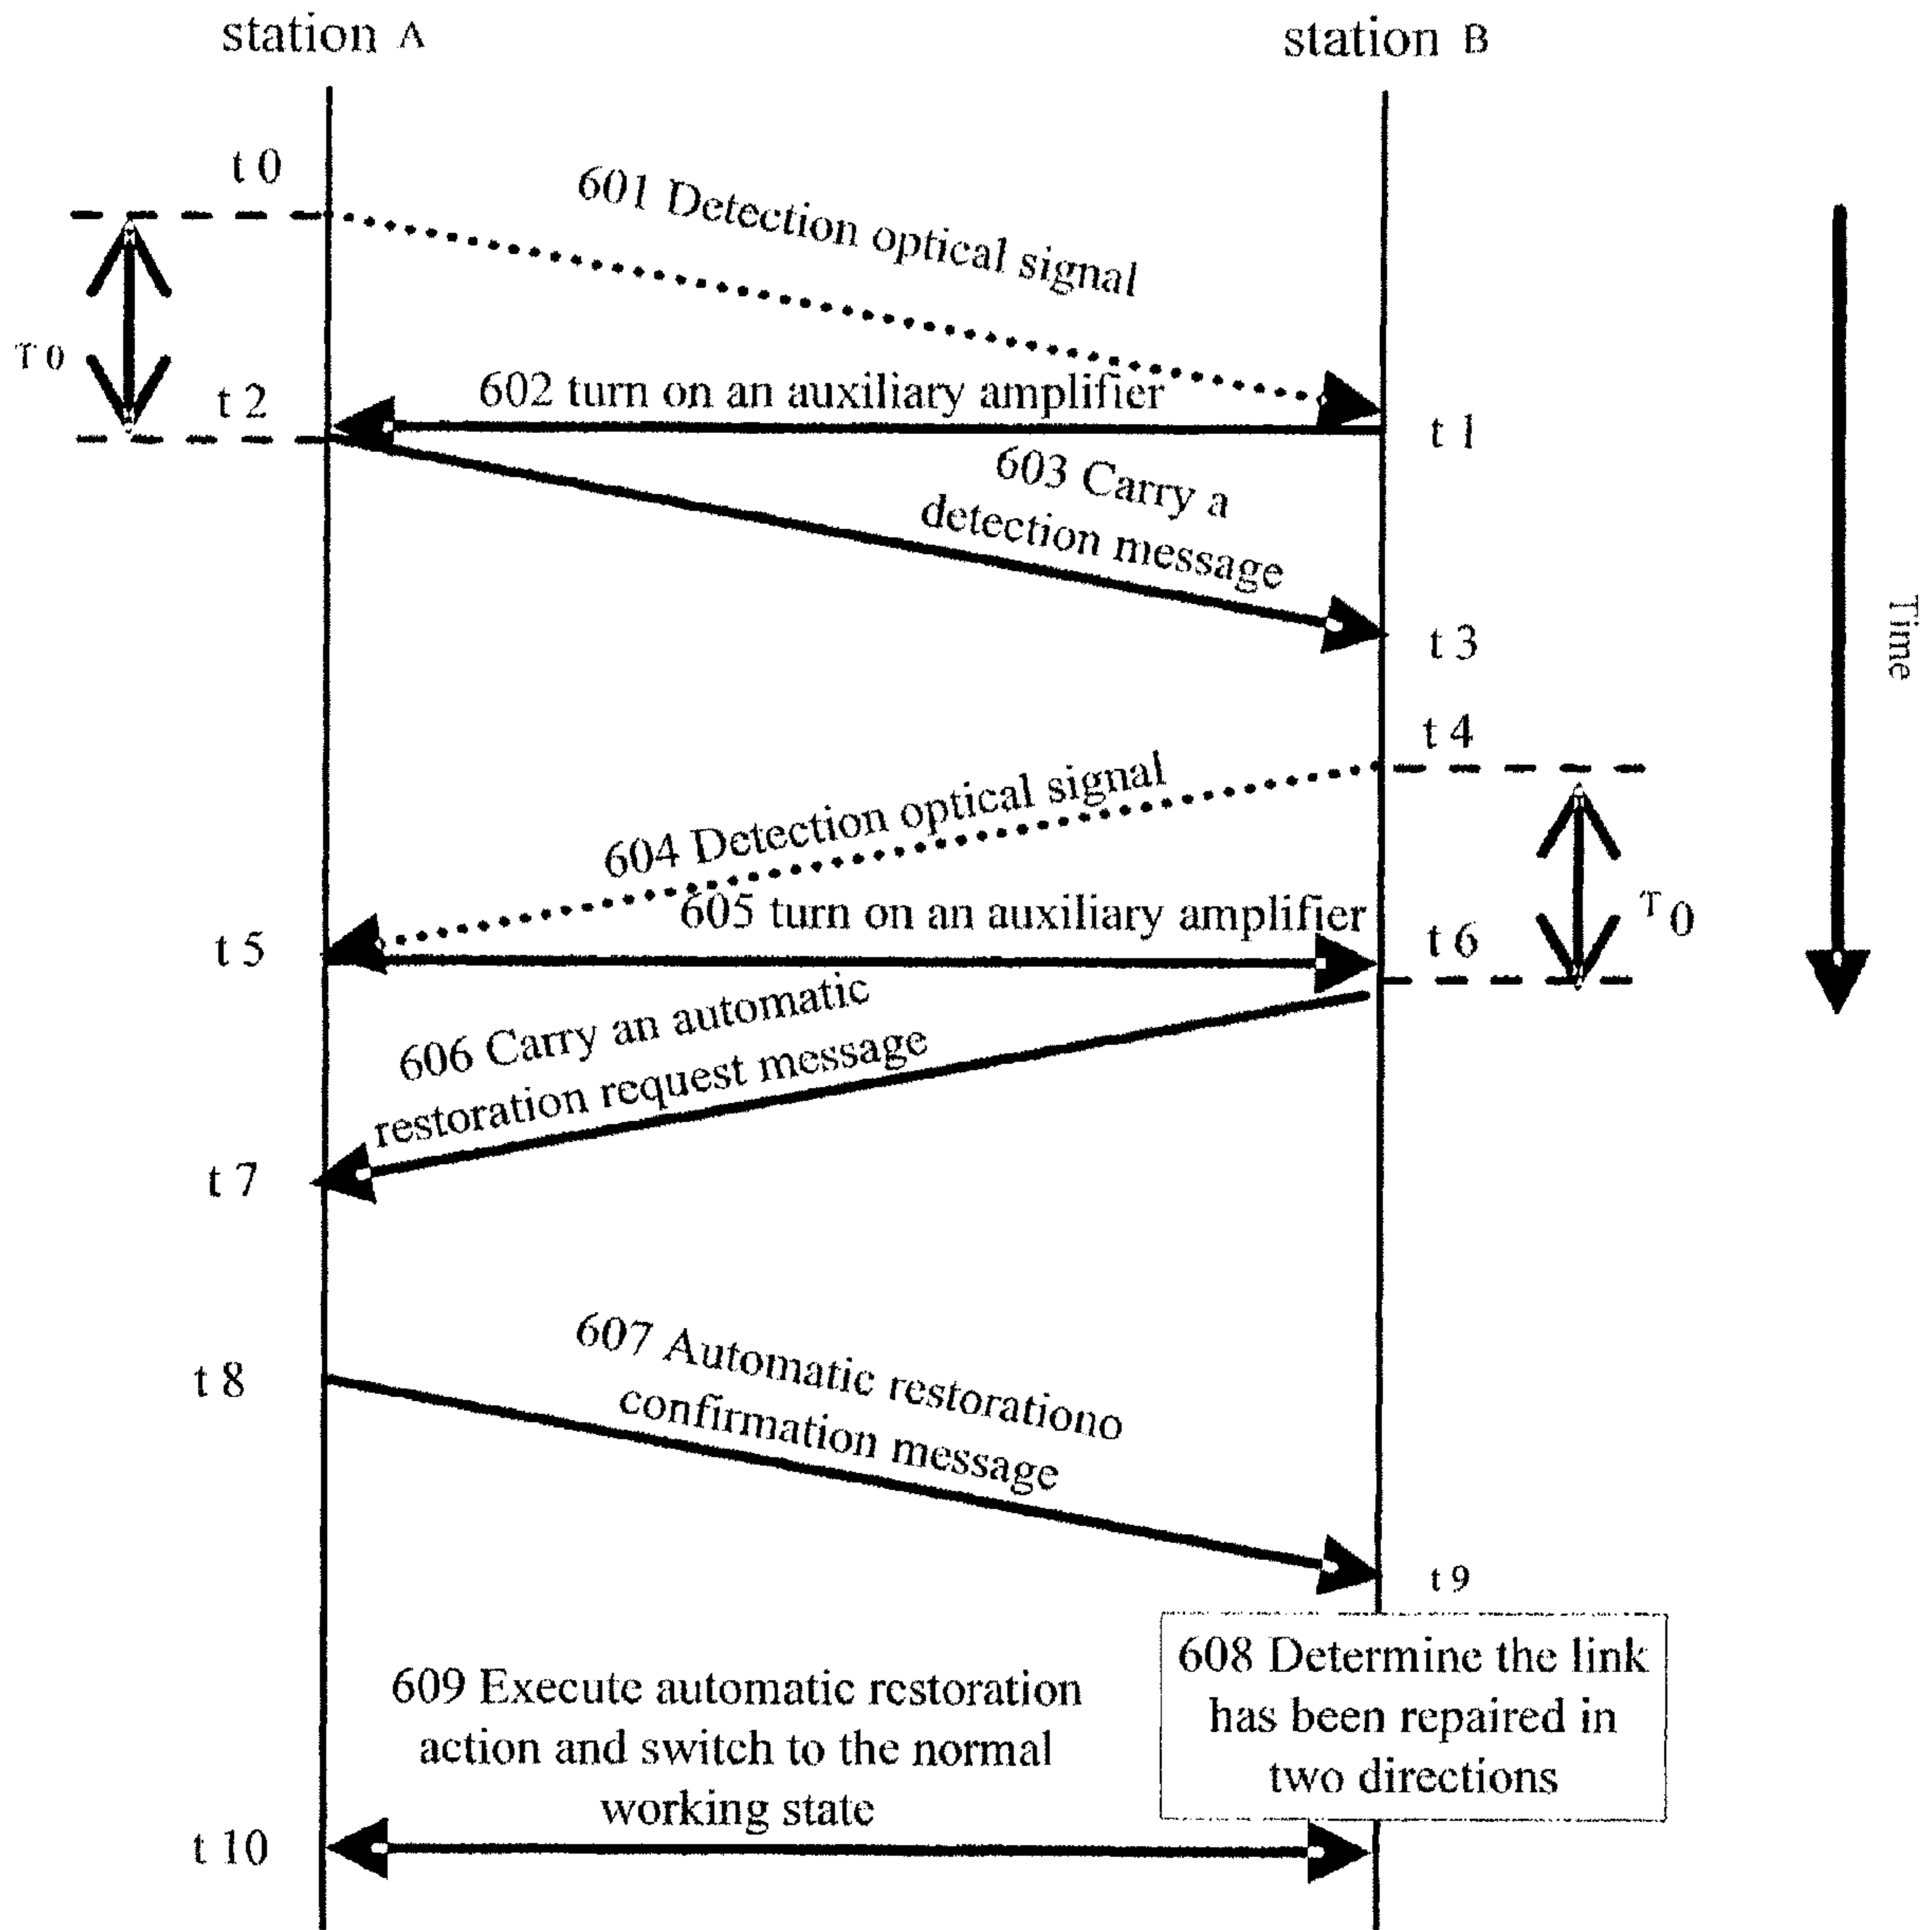 station A
station B
t 0
601 Detection optical signal
T 0
t 2
602 turn on an auxiliary amplifier
t 1
603 Carry a
detection message
t 3
Time
t 4
604 Detection optical signal
605 turn on an auxiliary amplifier
t 5
t 6
T 0
606 Carry an automatic
restoration request message
t 7
607 Automatic restorationo
confirmation message
t 8
t 9
608 Determine the link
has been repaired in
two directions
609 Execute automatic restoration
action and switch to the normal
working state
t 10